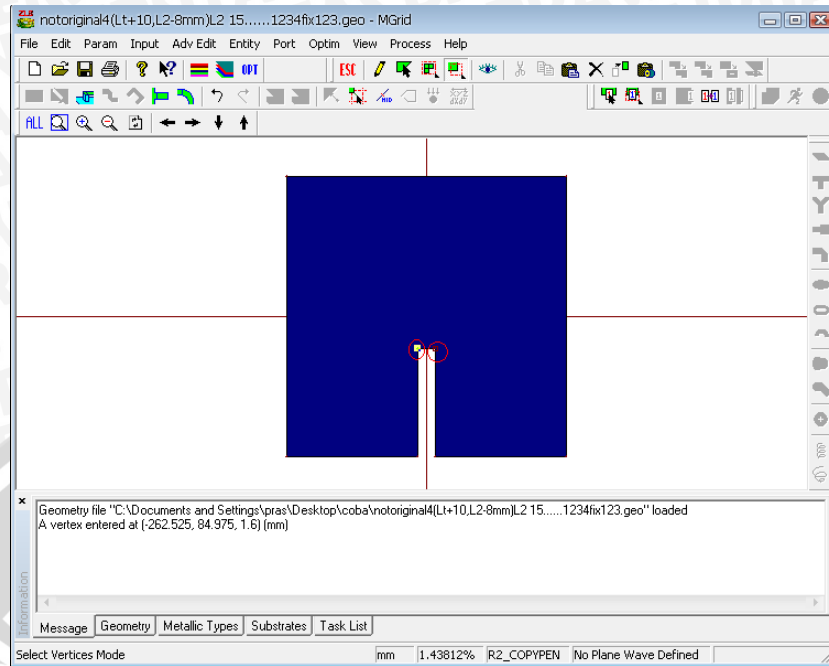 notoriginal4(Lt+10,L2-8mm)L2 15......1234fix123.geo - MGrid
File Edit Param Input Adv Edit Entity Port Optim View Process Help
OPT ESC
MID
ALL
Geometry file "C:\Documents and Settings\pras\Desktop\coba\notoriginal4(Lt+10,L2-8mm)L2 15......1234fix123.geo" loaded
A vertex entered at (-262.525, 84.975, 1.6) (mm)
Information
Message Geometry Metallic Types Substrates Task List
Select Vertices Mode mm 1.43812% R2_COPYPEN No Plane Wave Defined